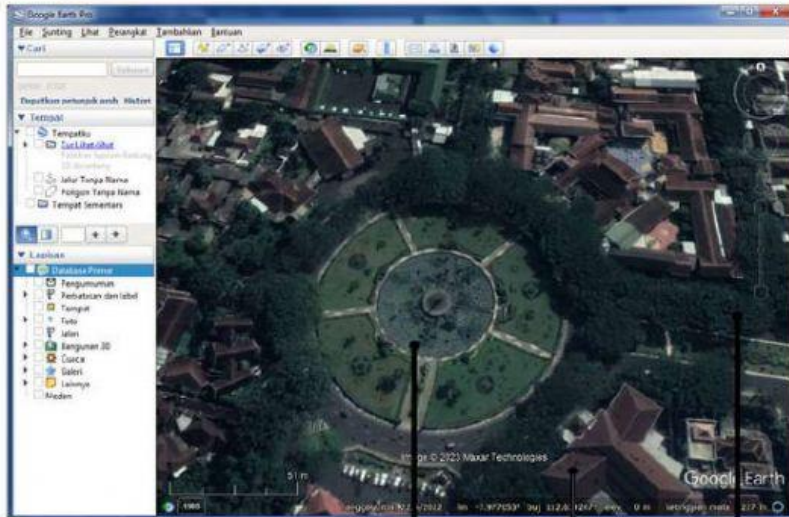 Google Earth Pro
File Sunting Lihat Perangkat Tambahkan Bantuan
Cari
Dapatkan petunjuk arah Histori
Tempat
Tempatku
Tur Lihat-lihat
Jalur Tanpa Nama
Poligon Tanpa Nama
Tempat Sementara
Lapisan
Database Primer
Pengumuman
Perbatasan dan label
Tempat
Foto
Jalan
Bangunan 3D
Cuaca
Galeri
Lainnya
Medan
Image © 2023 Maxar Technologies
51 m
Google Earth